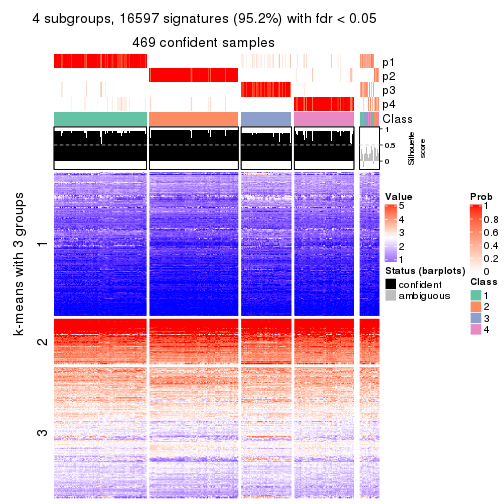 4 subgroups, 16597 signatures (95.2%) with fdr < 0.05
469 confident samples
p1
p2
p3
p4
Class
1
0.5
0
Silhouette
score
k-means with 3 groups
1
2
3
Value
5
4
3
2
1
Status (barplots)
confident
ambiguous
Prob
1
0.8
0.6
0.4
0.2
0
Class
1
2
3
4